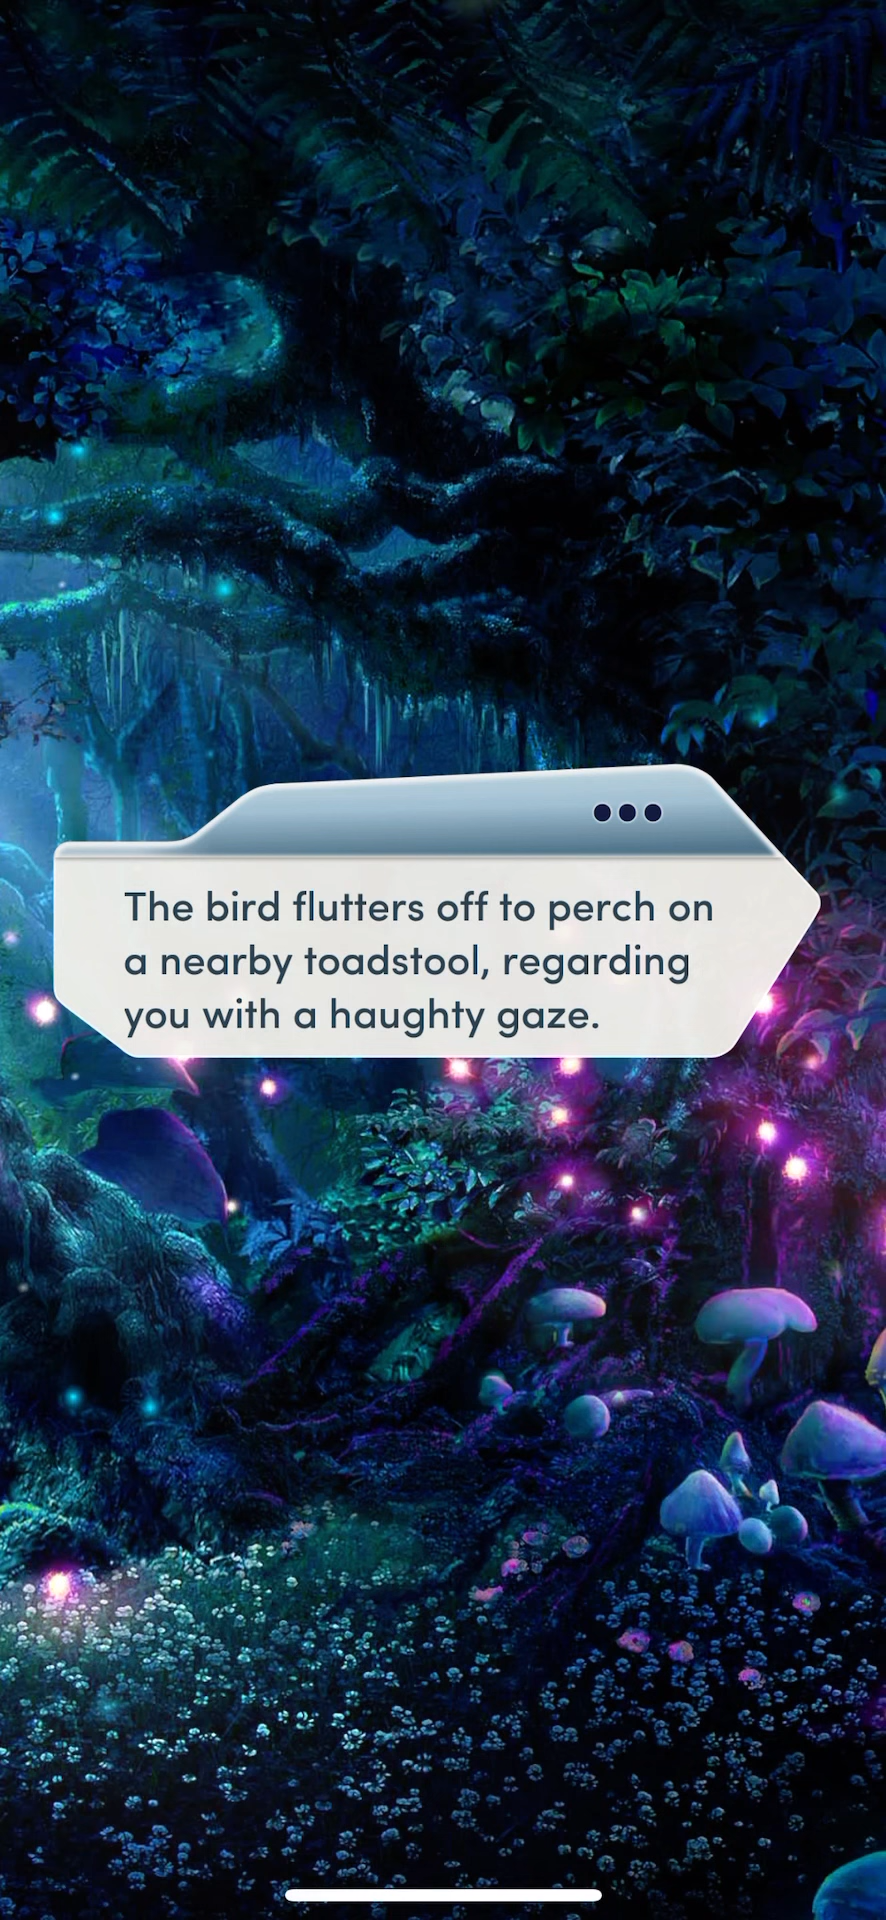 The bird flutters off to perch on
a nearby toadstool, regarding
you with a haughty gaze.